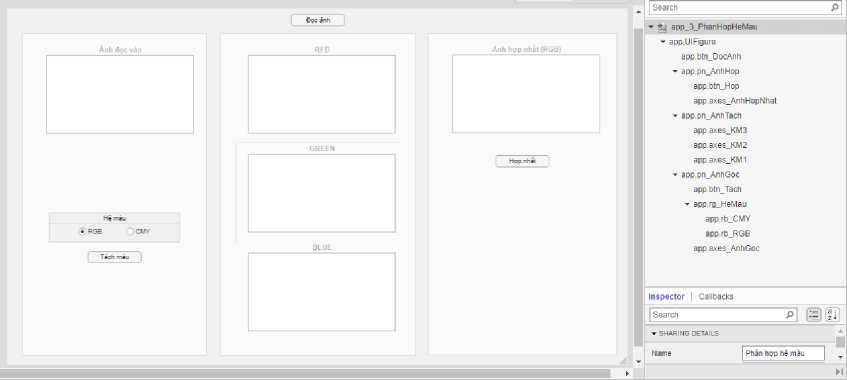 Đọc ảnh
Ảnh đọc vào
RED
Ảnh hợp nhất (RGB)
GREEN
Hợp nhất
Hệ màu
RGB
CMY
Tách màu
BLUE
Search
app_3_PhanHopHeMau
app.UIFigure
app.btn_DocAnh
app.pn_AnhHop
app.btn_Hop
app.axes_AnhHopNhat
app.pn_AnhTach
app.axes_KM3
app.axes_KM2
app.axes_KM1
app.pn_AnhGoc
app.btn_Tach
app.rg_HeMau
app.rb_CMY
app.rb_RGB
app.axes_AnhGoc
Inspector | Callbacks
Search
SHARING DETAILS
Name
Phân hợp hệ màu